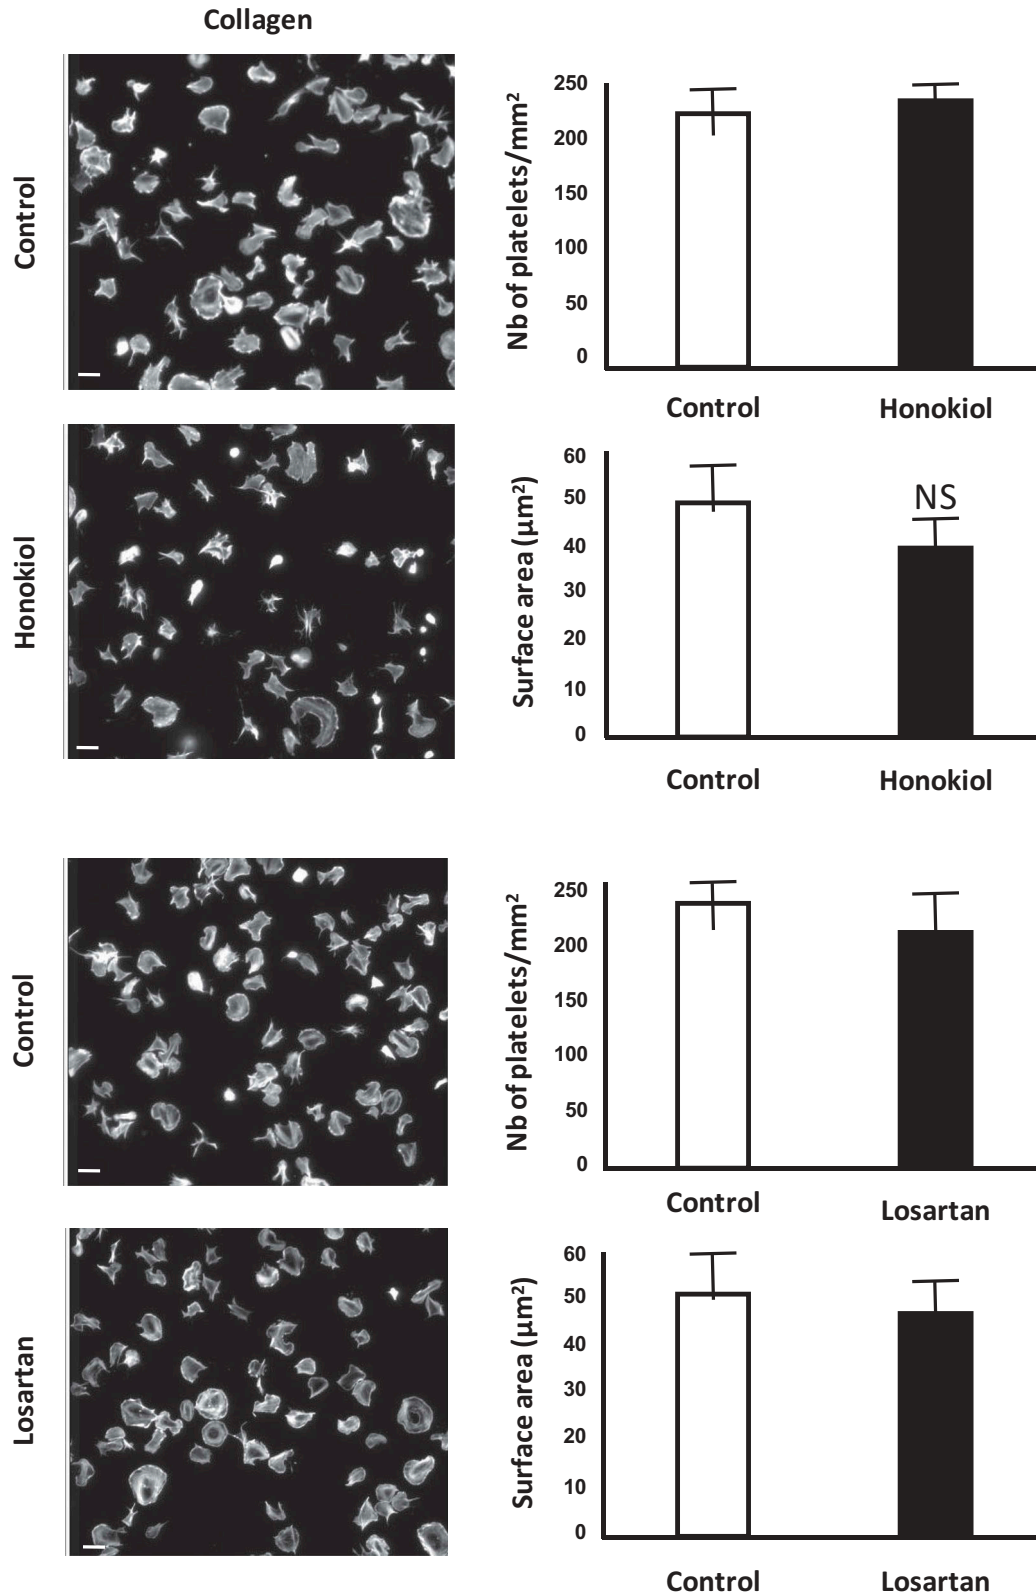 Collagen
Control
Nb of platelets/mm²
250
200
150
100
50
0
Control
Honokiol
Honokiol
Surface area (µm²)
60
50
40
30
20
10
0
NS
Control
Honokiol
Control
Nb of platelets/mm²
250
200
150
100
50
0
Control
Losartan
Losartan
Surface area (µm²)
60
50
40
30
20
10
0
Control
Losartan